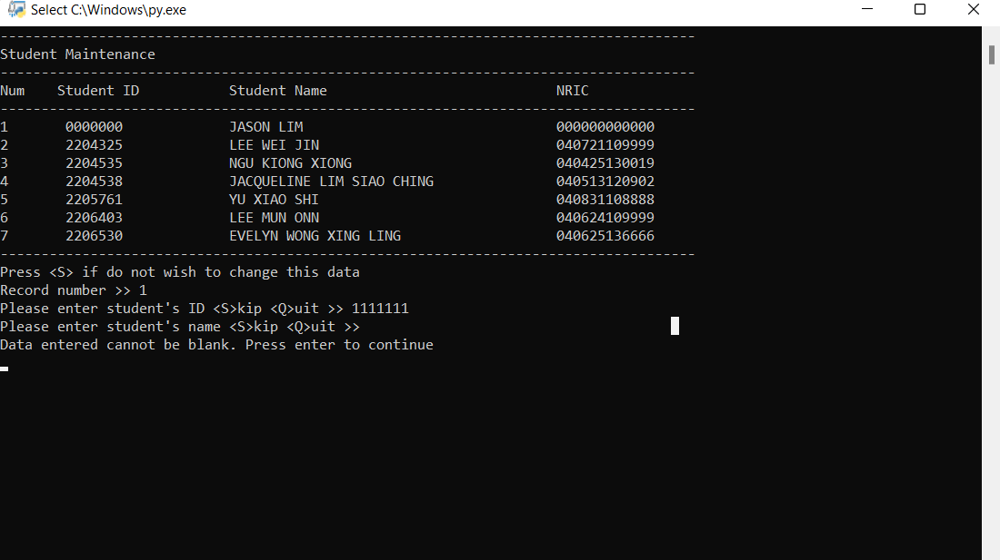 Select C:\Windows\py.exe
-------------------------------------------------------------------------------------
Student Maintenance
-------------------------------------------------------------------------------------
Num    Student ID           Student Name                            NRIC
-------------------------------------------------------------------------------------
1       0000000             JASON LIM                               000000000000
2       2204325             LEE WEI JIN                             040721109999
3       2204535             NGU KIONG XIONG                         040425130019
4       2204538             JACQUELINE LIM SIAO CHING               040513120902
5       2205761             YU XIAO SHI                             040831108888
6       2206403             LEE MUN ONN                             040624109999
7       2206530             EVELYN WONG XING LING                   040625136666
-------------------------------------------------------------------------------------
Press <S> if do not wish to change this data
Record number >> 1
Please enter student's ID <S>kip <Q>uit >> 1111111
Please enter student's name <S>kip <Q>uit >>
Data entered cannot be blank. Press enter to continue